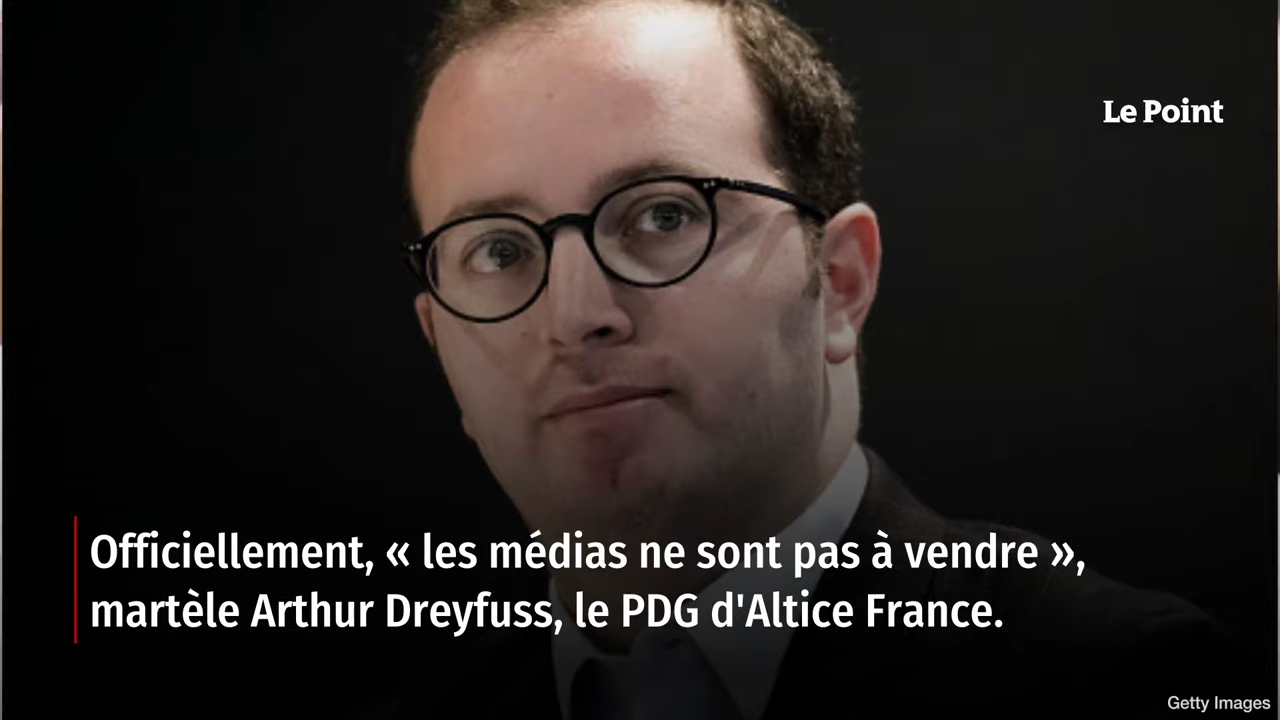 Le Point
Officiellement, « les médias ne sont pas à vendre »,
martèle Arthur Dreyfuss, le PDG d'Altice France.
Getty Images